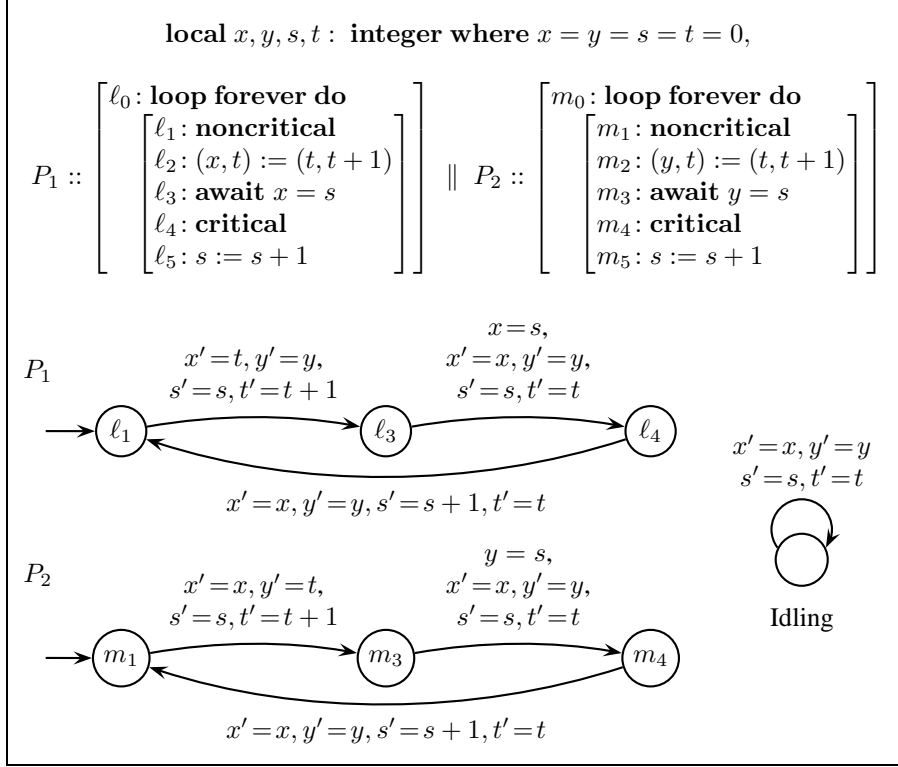 local x, y, s, t : integer where x = y = s = t = 0,
P₁ ::
ℓ₀ : loop forever do
ℓ₁ : noncritical
ℓ₂ : (x, t) := (t, t + 1)
ℓ₃ : await x = s
ℓ₄ : critical
ℓ₅ : s := s + 1
‖ P₂ ::
m₀ : loop forever do
m₁ : noncritical
m₂ : (y, t) := (t, t + 1)
m₃ : await y = s
m₄ : critical
m₅ : s := s + 1
P₁
x′ = t, y′ = y,
s′ = s, t′ = t + 1
x = s,
x′ = x, y′ = y,
s′ = s, t′ = t
ℓ₁
ℓ₃
ℓ₄
x′ = x, y′ = y, s′ = s + 1, t′ = t
x′ = x, y′ = y
s′ = s, t′ = t
Idling
P₂
x′ = x, y′ = t,
s′ = s, t′ = t + 1
y = s,
x′ = x, y′ = y,
s′ = s, t′ = t
m₁
m₃
m₄
x′ = x, y′ = y, s′ = s + 1, t′ = t